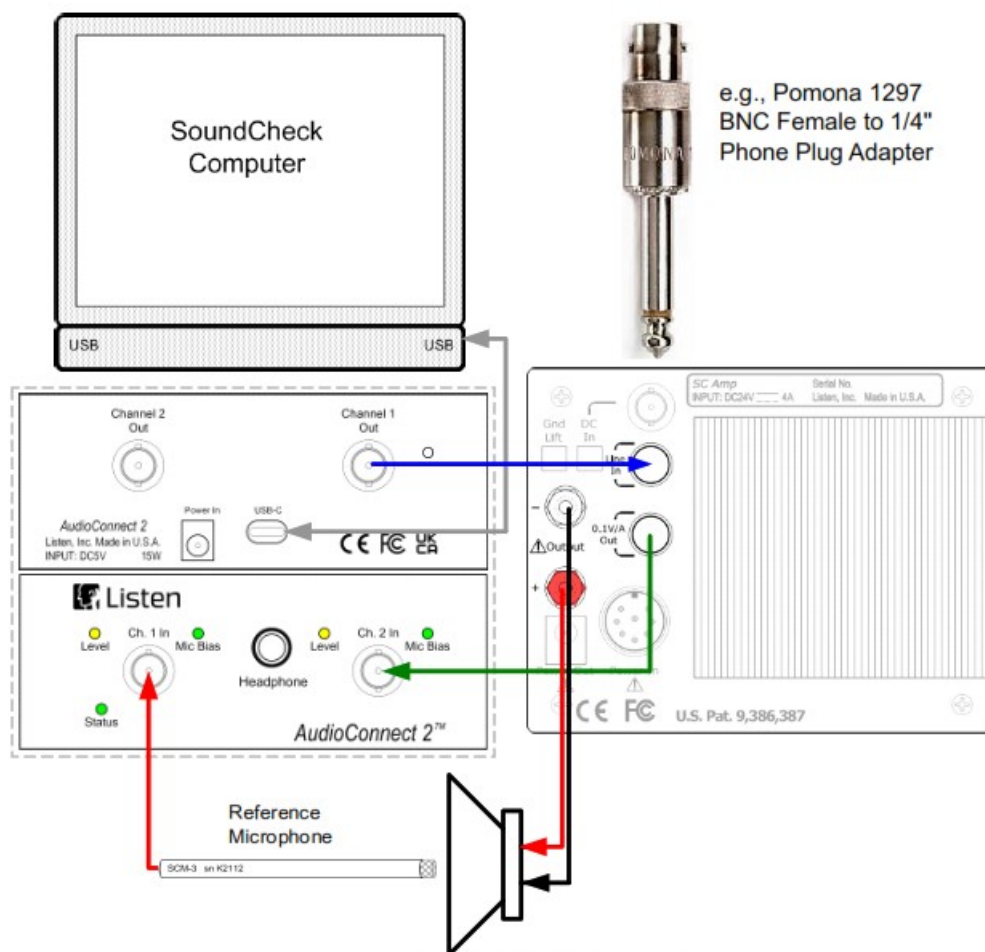 SoundCheck
Computer
USB
USB
e.g., Pomona 1297
BNC Female to 1/4"
Phone Plug Adapter
POMONA
Channel 2
Out
Channel 1
Out
Power In
USB-C
AudioConnect 2
Listen, Inc. Made in U.S.A.
INPUT: DC5V 15W
CE FC UK
CA
SC Amp
INPUT: DC24V 4A
Serial No.
Listen, Inc. Made in U.S.A.
Gnd
Lift
DC
In
Line
In
-
Output
+
0.1V/A
Out
CE FC
U.S. Pat. 9,386,387
Listen
Level
Ch. 1 In
Mic Bias
Headphone
Level
Ch. 2 In
Mic Bias
Status
AudioConnect 2™
Reference
Microphone
SCM-3 sn K2112